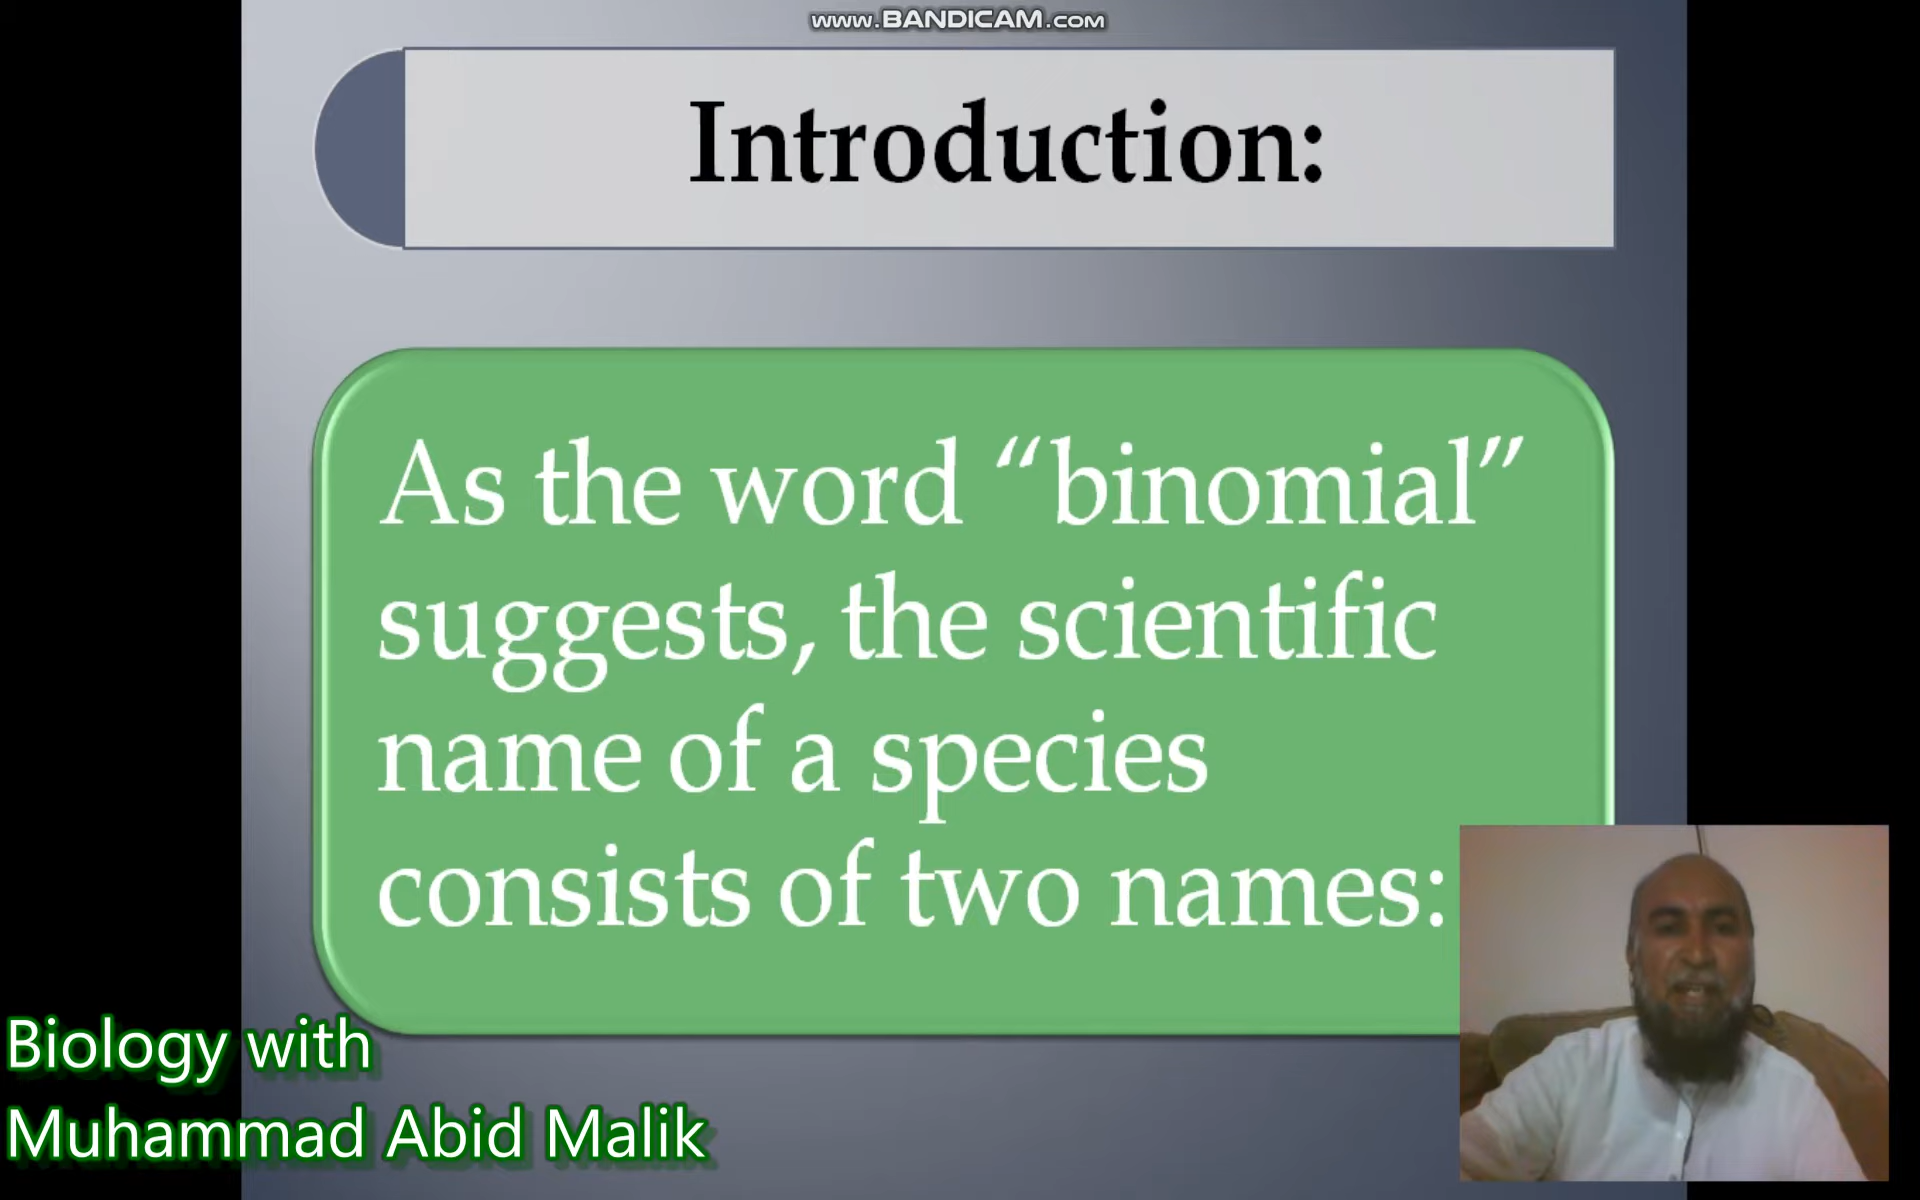 www.BANDICAM.com
Introduction:
As the word “binomial”
suggests, the scientific
name of a species
consists of two names:
Biology with
Muhammad Abid Malik